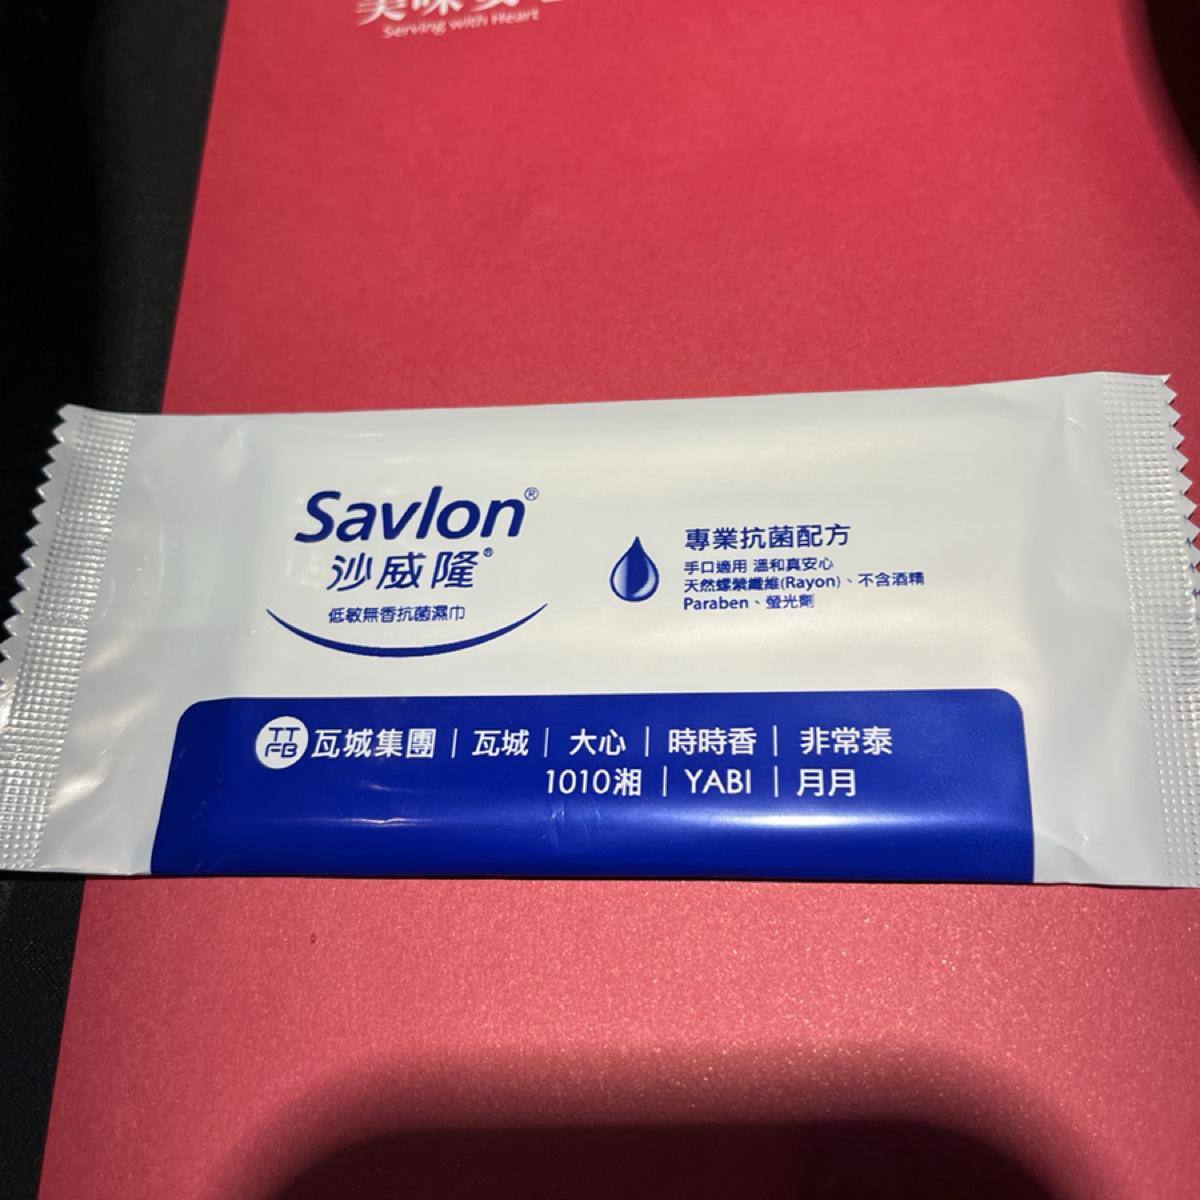 美味
Serving with Heart
Savlon®
沙威隆®
低敏無香抗菌濕巾
專業抗菌配方
手口適用 溫和真安心
天然嫘縈纖維(Rayon)、不含酒精
Paraben、螢光劑
TTFB 瓦城集團｜瓦城｜大心｜時時香｜非常泰
1010湘｜YABI｜月月